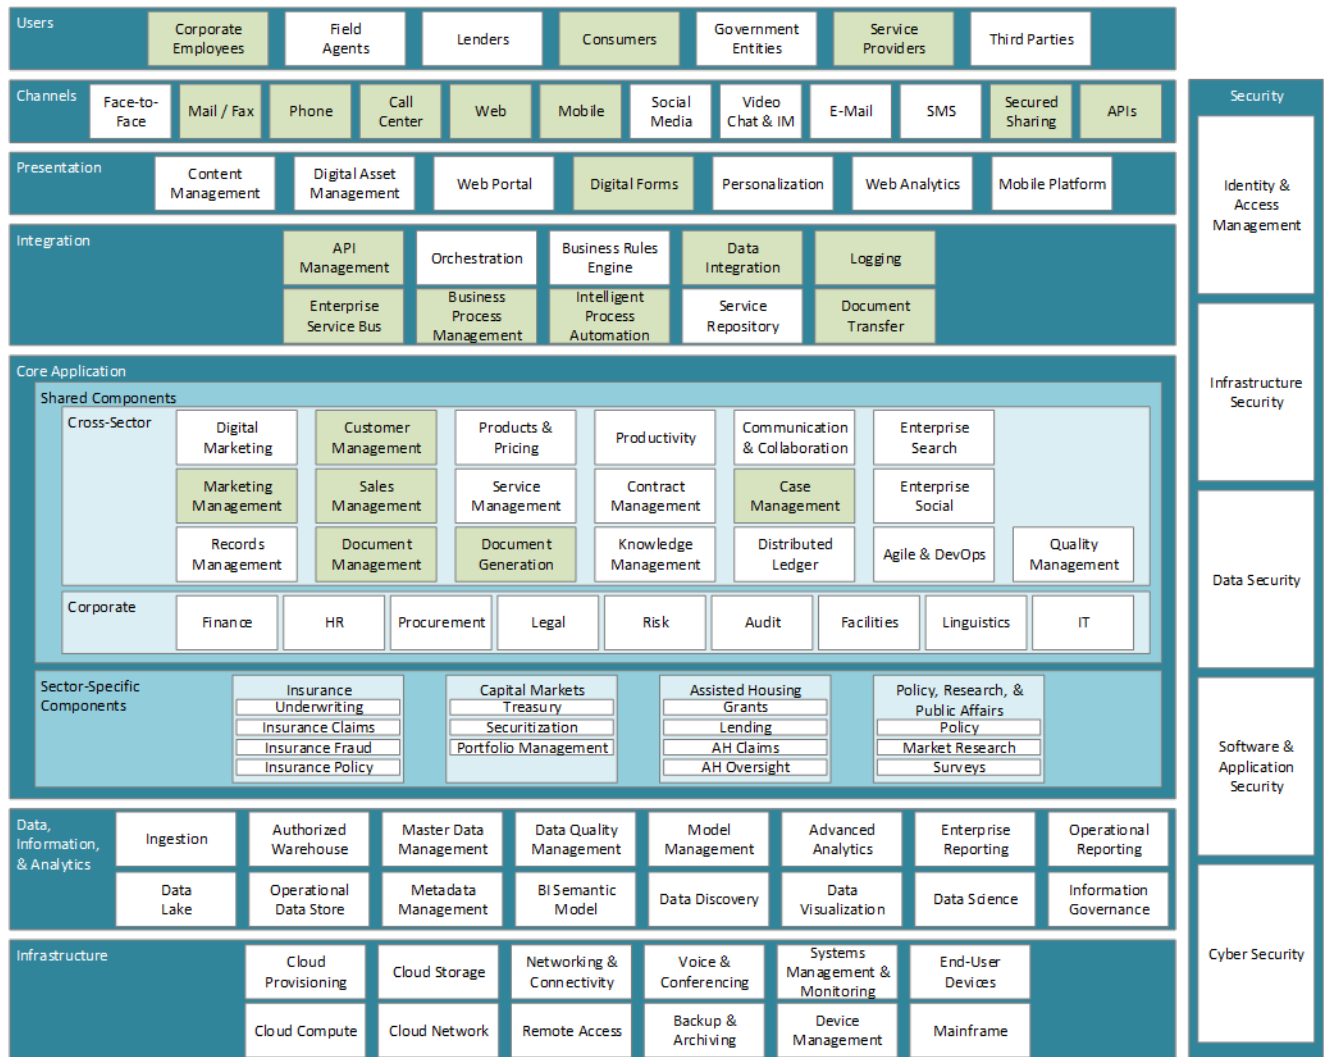 Users
Corporate
Employees
Field
Agents
Lenders
Consumers
Government
Entities
Service
Providers
Third Parties
Channels
Face-to-
Face
Mail / Fax
Phone
Call
Center
Web
Mobile
Social
Media
Video
Chat & IM
E-Mail
SMS
Secured
Sharing
APIs
Presentation
Content
Management
Digital Asset
Management
Web Portal
Digital Forms
Personalization
Web Analytics
Mobile Platform
Integration
API
Management
Orchestration
Business Rules
Engine
Data
Integration
Logging
Enterprise
Service Bus
Business
Process
Management
Intelligent
Process
Automation
Service
Repository
Document
Transfer
Core Application
Shared Components
Cross-Sector
Digital
Marketing
Customer
Management
Products &
Pricing
Productivity
Communication
& Collaboration
Enterprise
Search
Marketing
Management
Sales
Management
Service
Management
Contract
Management
Case
Management
Enterprise
Social
Records
Management
Document
Management
Document
Generation
Knowledge
Management
Distributed
Ledger
Agile & DevOps
Quality
Management
Corporate
Finance
HR
Procurement
Legal
Risk
Audit
Facilities
Linguistics
IT
Sector-Specific
Components
Insurance
Underwriting
Insurance Claims
Insurance Fraud
Insurance Policy
Capital Markets
Treasury
Securitization
Portfolio Management
Assisted Housing
Grants
Lending
AH Claims
AH Oversight
Policy, Research, &
Public Affairs
Policy
Market Research
Surveys
Data,
Information,
& Analytics
Ingestion
Authorized
Warehouse
Master Data
Management
Data Quality
Management
Model
Management
Advanced
Analytics
Enterprise
Reporting
Operational
Reporting
Data
Lake
Operational
Data Store
Metadata
Management
BI Semantic
Model
Data Discovery
Data
Visualization
Data Science
Information
Governance
Infrastructure
Cloud
Provisioning
Cloud Storage
Networking &
Connectivity
Voice &
Conferencing
Systems
Management &
Monitoring
End-User
Devices
Cloud Compute
Cloud Network
Remote Access
Backup &
Archiving
Device
Management
Mainframe
Security
Identity &
Access
Management
Infrastructure
Security
Data Security
Software &
Application
Security
Cyber Security